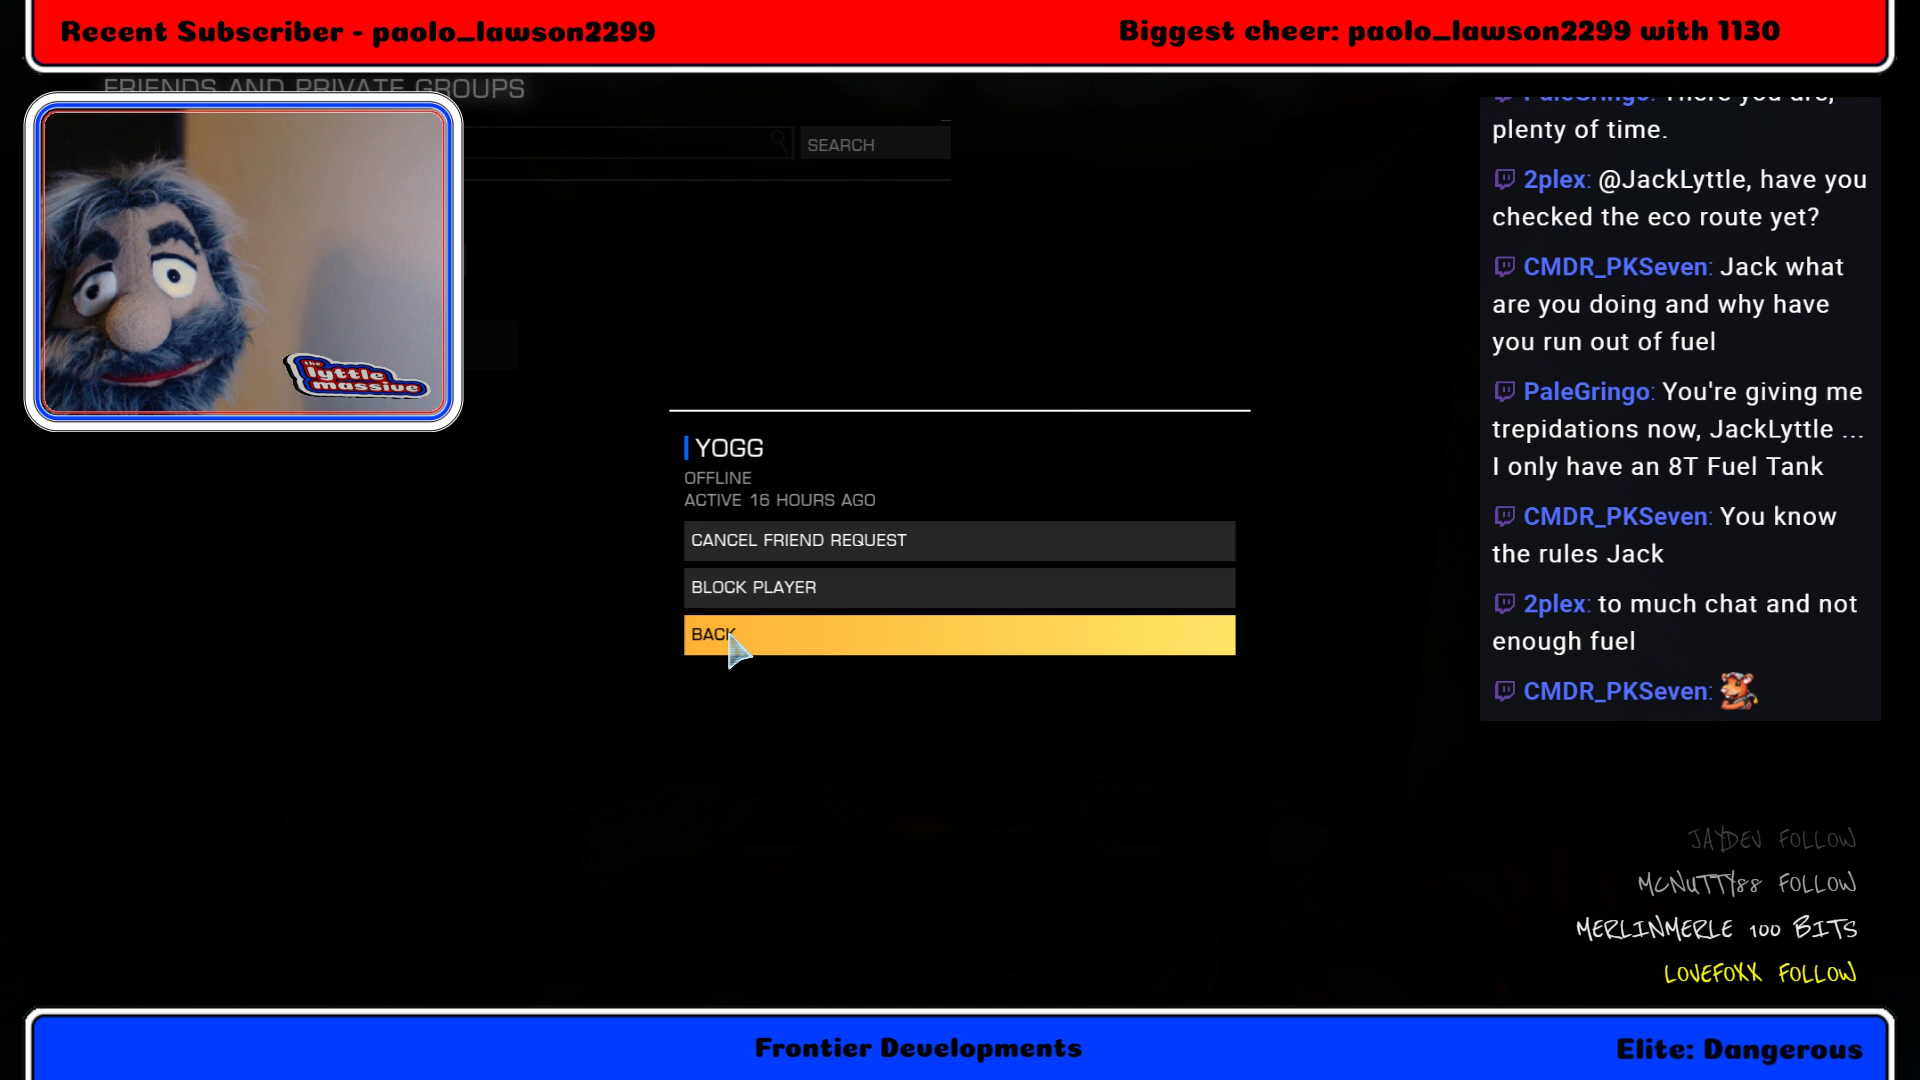 Recent Subscriber - paolo_lawson2299
Biggest cheer: paolo_lawson2299 with 1130
FRIENDS AND PRIVATE GROUPS
SEARCH
the
lyttle
massive
YOGG
OFFLINE
ACTIVE 16 HOURS AGO
CANCEL FRIEND REQUEST
BLOCK PLAYER
BACK
PaleGringo: There you are,
plenty of time.
2plex: @JackLyttle, have you
checked the eco route yet?
CMDR_PKSeven: Jack what
are you doing and why have
you run out of fuel
PaleGringo: You're giving me
trepidations now, JackLyttle ...
I only have an 8T Fuel Tank
CMDR_PKSeven: You know
the rules Jack
2plex: to much chat and not
enough fuel
CMDR_PKSeven:
JAYDEV FOLLOW
MCNUTTY88 FOLLOW
MERLINMERLE 100 BITS
LOVEFOXX FOLLOW
Frontier Developments
Elite: Dangerous